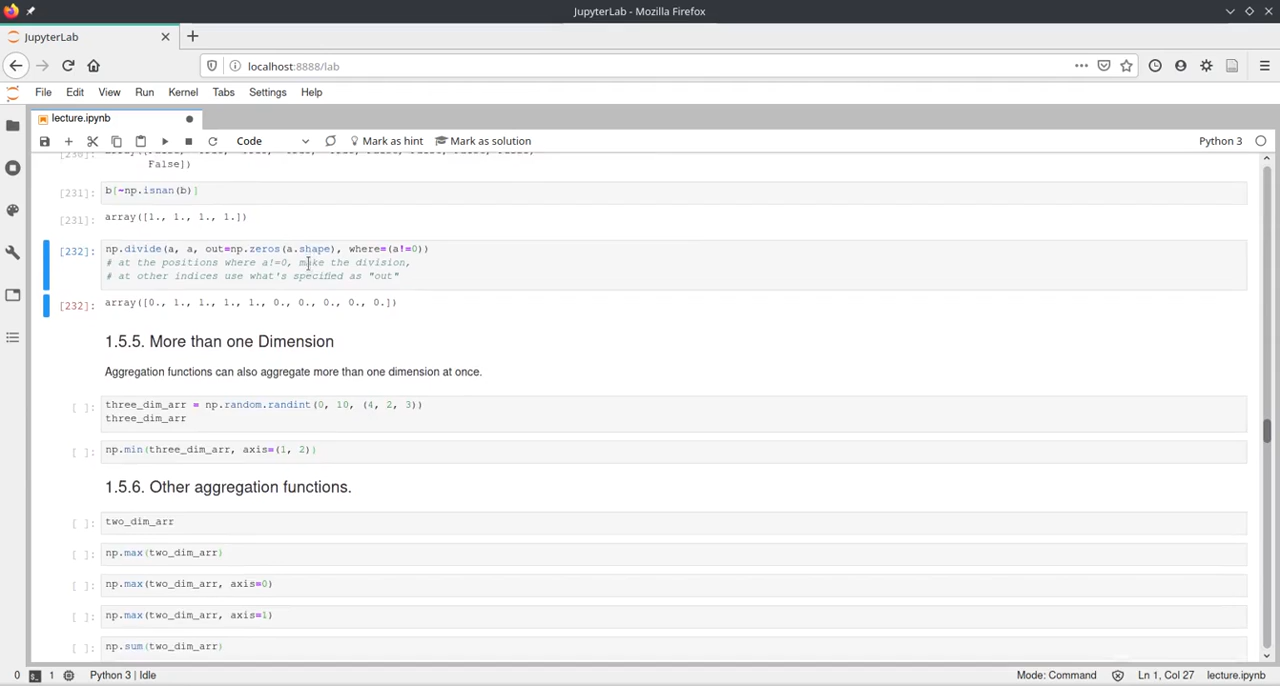 JupyterLab - Mozilla Firefox
JupyterLab
localhost:8888/lab
File Edit View Run Kernel Tabs Settings Help
lecture.ipynb
Code Mark as hint Mark as solution Python 3
False])
[231]: b[~np.isnan(b)]
[231]: array([1., 1., 1., 1.])
[232]: np.divide(a, a, out=np.zeros(a.shape), where=(a!=0))
# at the positions where a!=0, make the division,
# at other indices use what's specified as "out"
[232]: array([0., 1., 1., 1., 1., 0., 0., 0., 0., 0.])
1.5.5. More than one Dimension
Aggregation functions can also aggregate more than one dimension at once.
[ ]: three_dim_arr = np.random.randint(0, 10, (4, 2, 3))
three_dim_arr
[ ]: np.min(three_dim_arr, axis=(1, 2))
1.5.6. Other aggregation functions.
[ ]: two_dim_arr
[ ]: np.max(two_dim_arr)
[ ]: np.max(two_dim_arr, axis=0)
[ ]: np.max(two_dim_arr, axis=1)
[ ]: np.sum(two_dim_arr)
0 1 Python 3 | Idle Mode: Command Ln 1, Col 27 lecture.ipynb